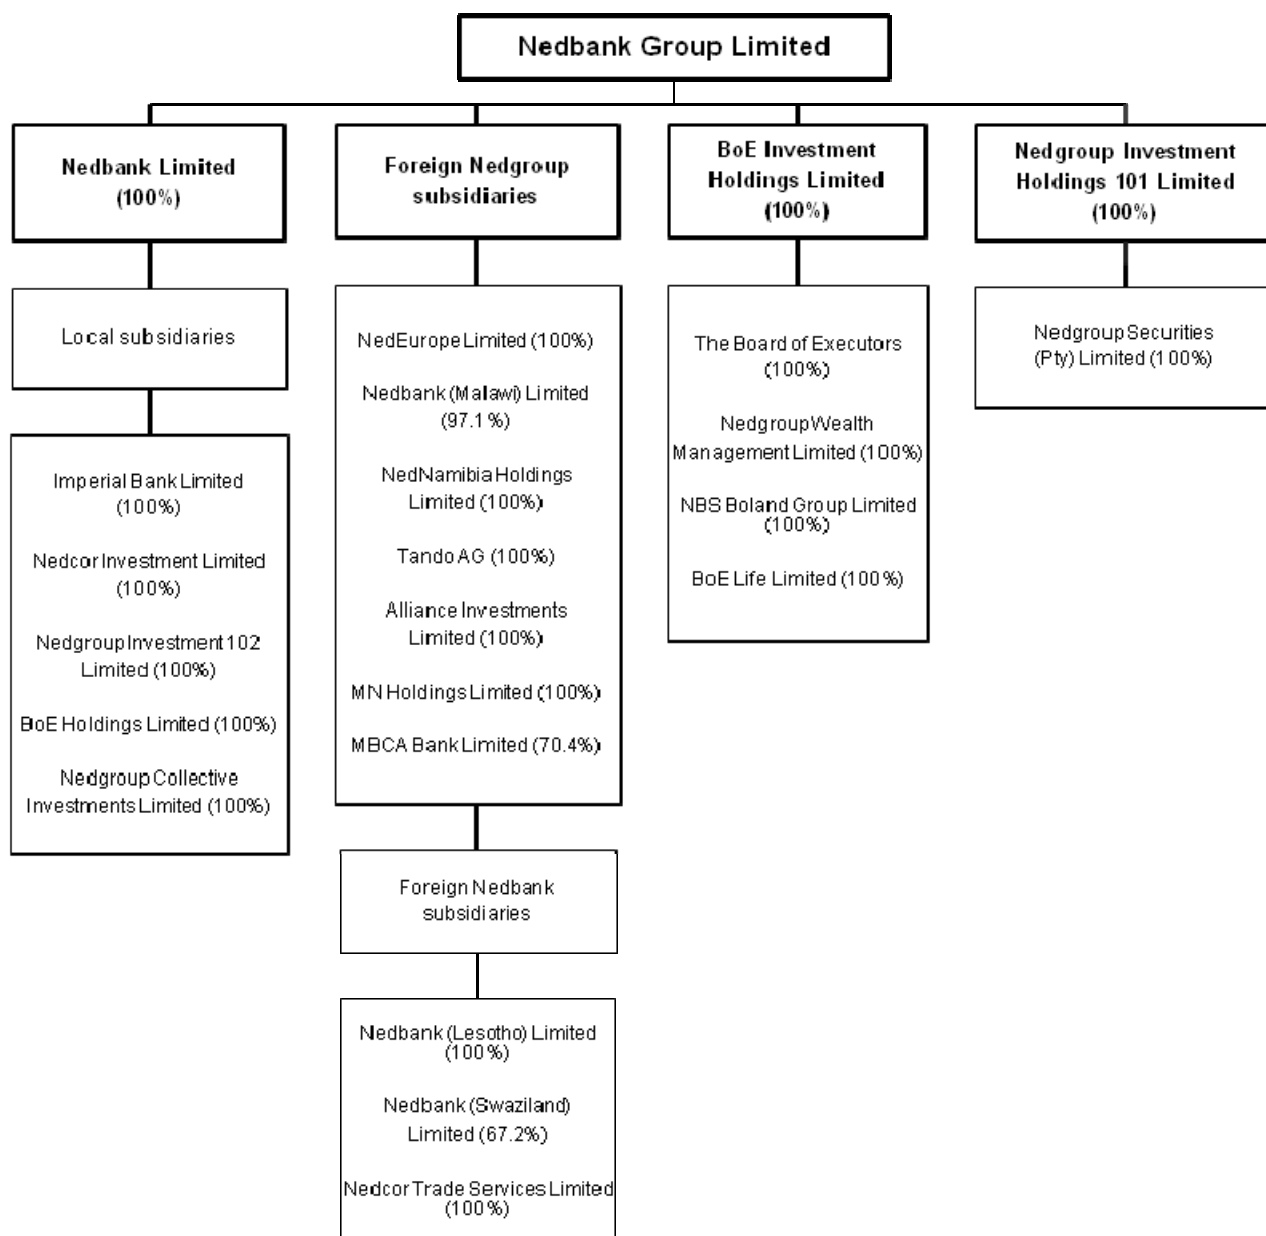 Nedbank Group Limited
Nedbank Limited
(100%)
Foreign Nedgroup
subsidiaries
BoE Investment
Holdings Limited
(100%)
Nedgroup Investment
Holdings 101 Limited
(100%)
Local subsidiaries
Imperial Bank Limited
(100%)
Nedcor Investment Limited
(100%)
Nedgroup Investment 102
Limited (100%)
BoE Holdings Limited (100%)
Nedgroup Collective
Investments Limited (100%)
NedEurope Limited (100%)
Nedbank (Malawi) Limited
(97.1%)
NedNamibia Holdings
Limited (100%)
Tando AG (100%)
Alliance Investments
Limited (100%)
MN Holdings Limited (100%)
MBCA Bank Limited (70.4%)
Foreign Nedbank
subsidiaries
Nedbank (Lesotho) Limited
(100%)
Nedbank (Swaziland)
Limited (67.2%)
Nedcor Trade Services Limited
(100%)
The Board of Executors
(100%)
Nedgroup Wealth
Management Limited (100%)
NBS Boland Group Limited
(100%)
BoE Life Limited (100%)
Nedgroup Securities
(Pty) Limited (100%)